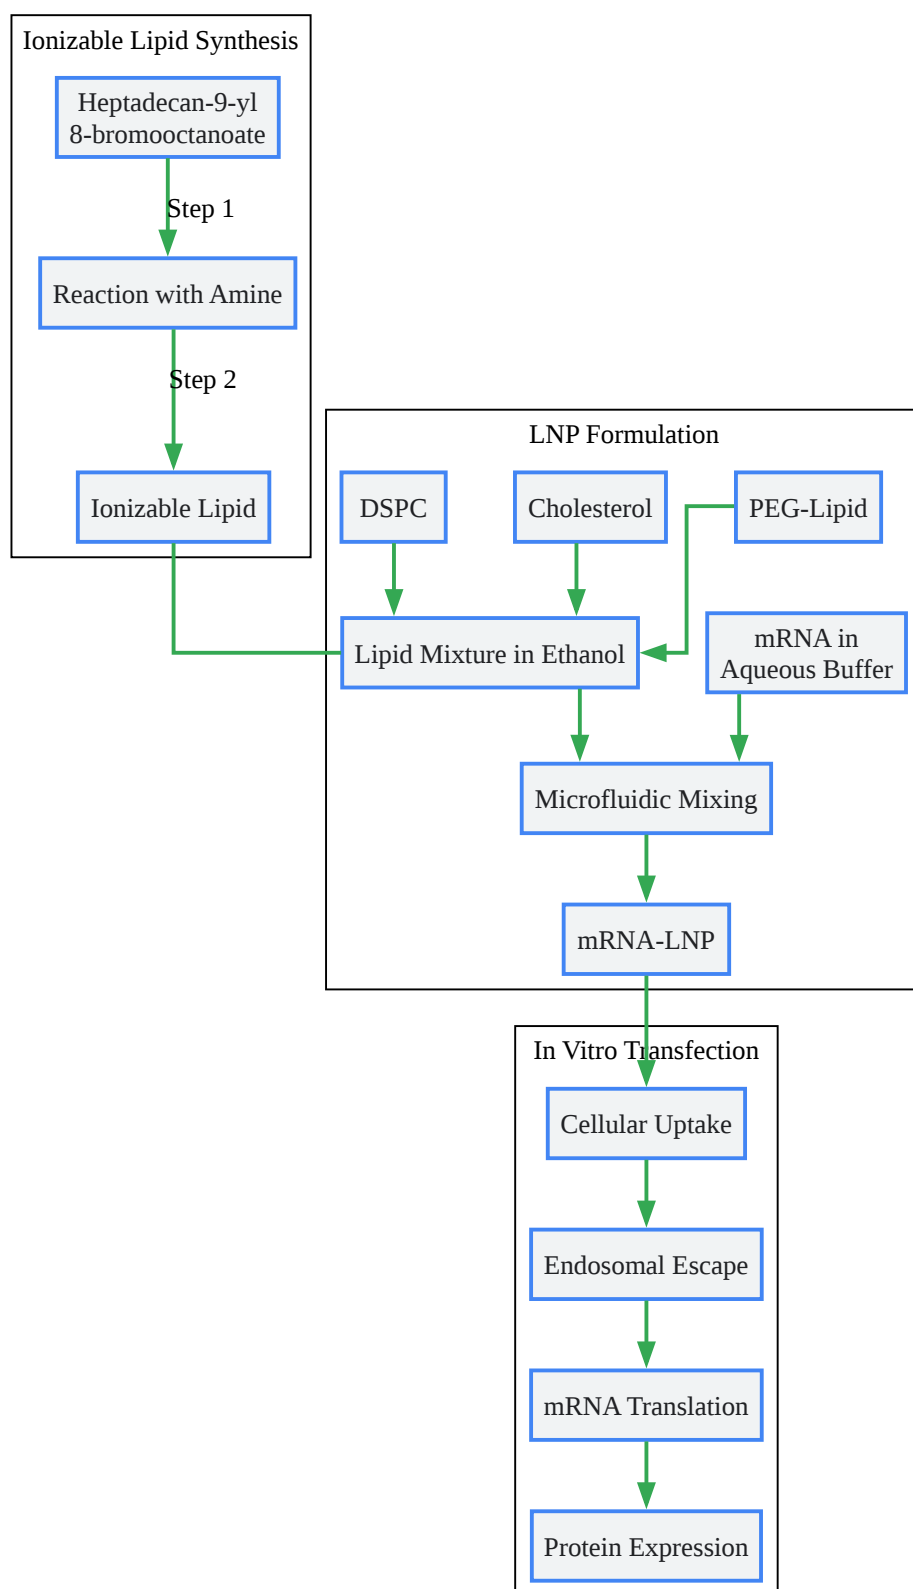 Ionizable Lipid Synthesis
Heptadecan-9-yl
8-bromooctanoate
Step 1
Reaction with Amine
Step 2
Ionizable Lipid
LNP Formulation
DSPC
Cholesterol
PEG-Lipid
mRNA in
Aqueous Buffer
Lipid Mixture in Ethanol
Microfluidic Mixing
mRNA-LNP
In Vitro Transfection
Cellular Uptake
Endosomal Escape
mRNA Translation
Protein Expression